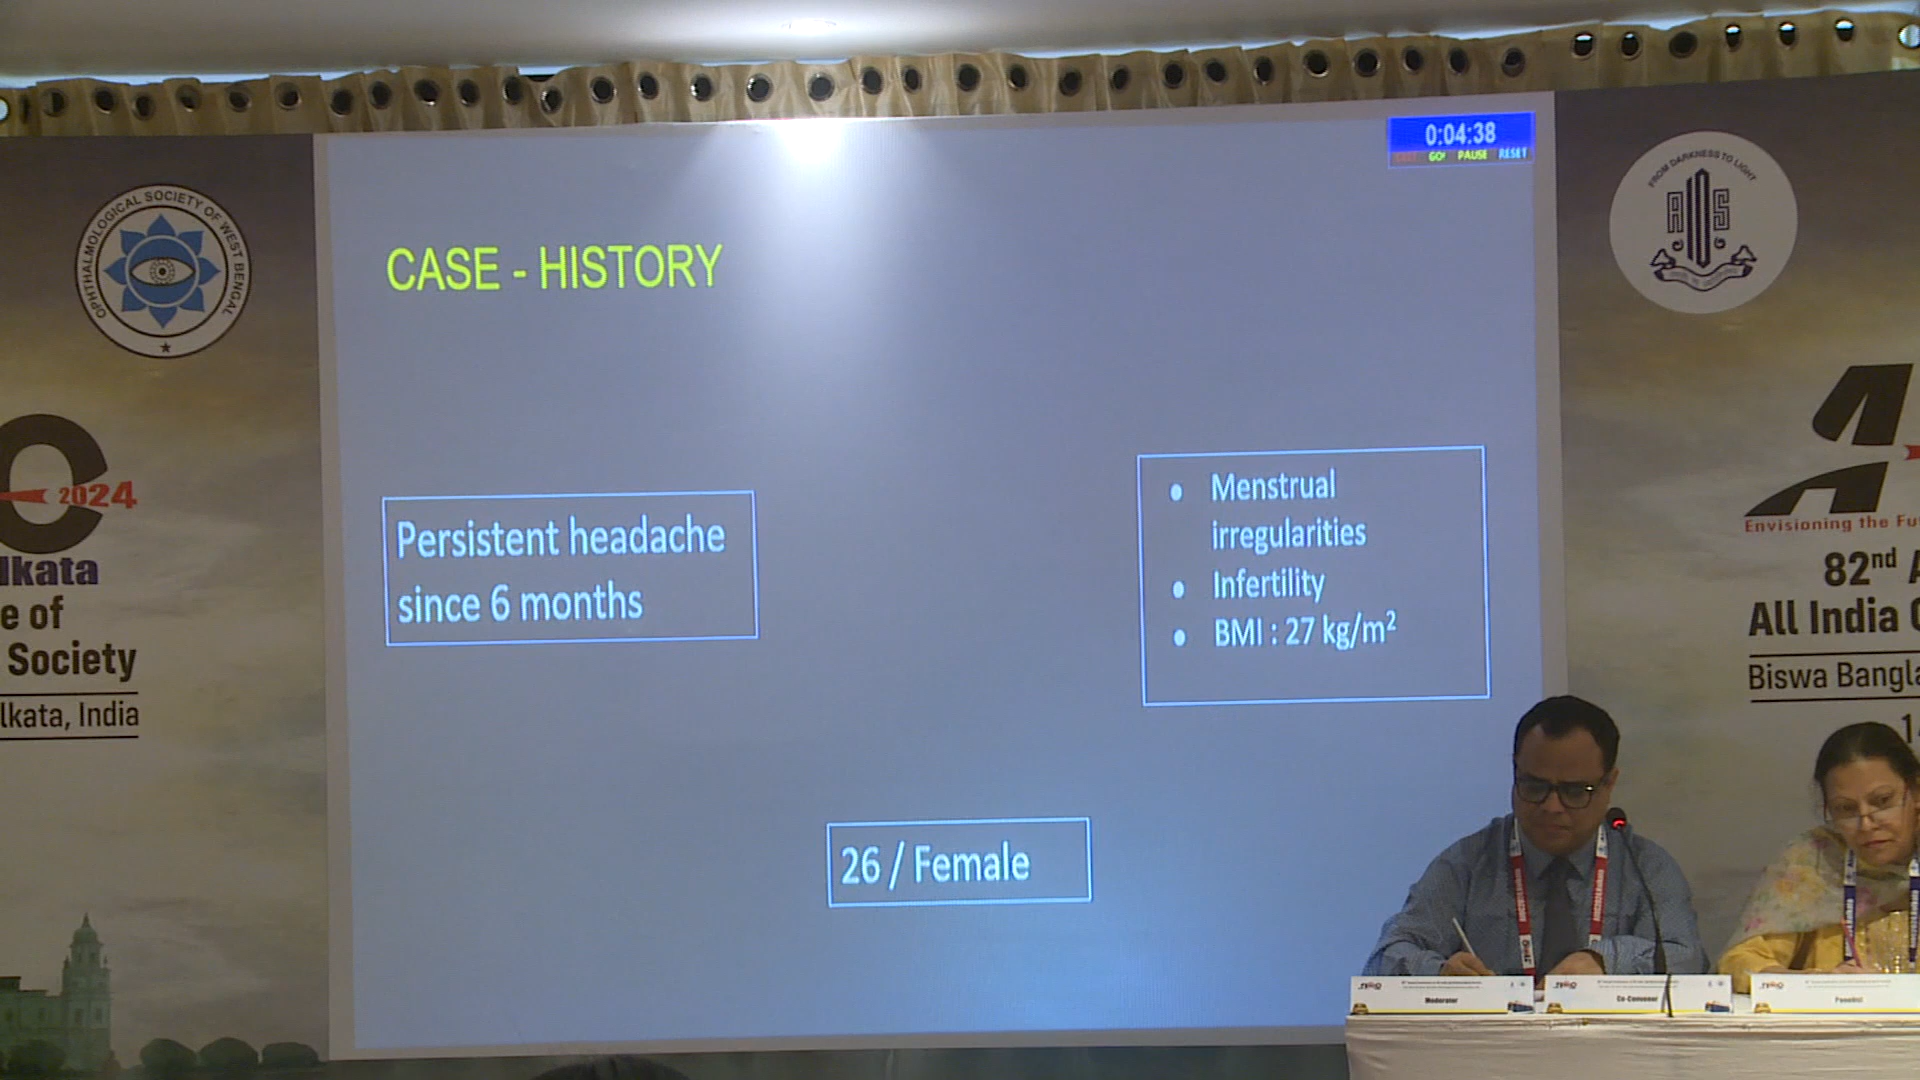 0:04:38
GO! PAUSE RESET
OPHTHALMOLOGICAL SOCIETY OF WEST BENGAL
FROM DARKNESS TO LIGHT
AIOS
CASE - HISTORY
2024
lkata
e of
Society
lkata, India
Persistent headache
since 6 months
● Menstrual
irregularities
● Infertility
● BMI : 27 kg/m²
26 / Female
Envisioning the Fu
82nd A
All India O
Biswa Bangla
Moderator
Co-Convenor
Panelist